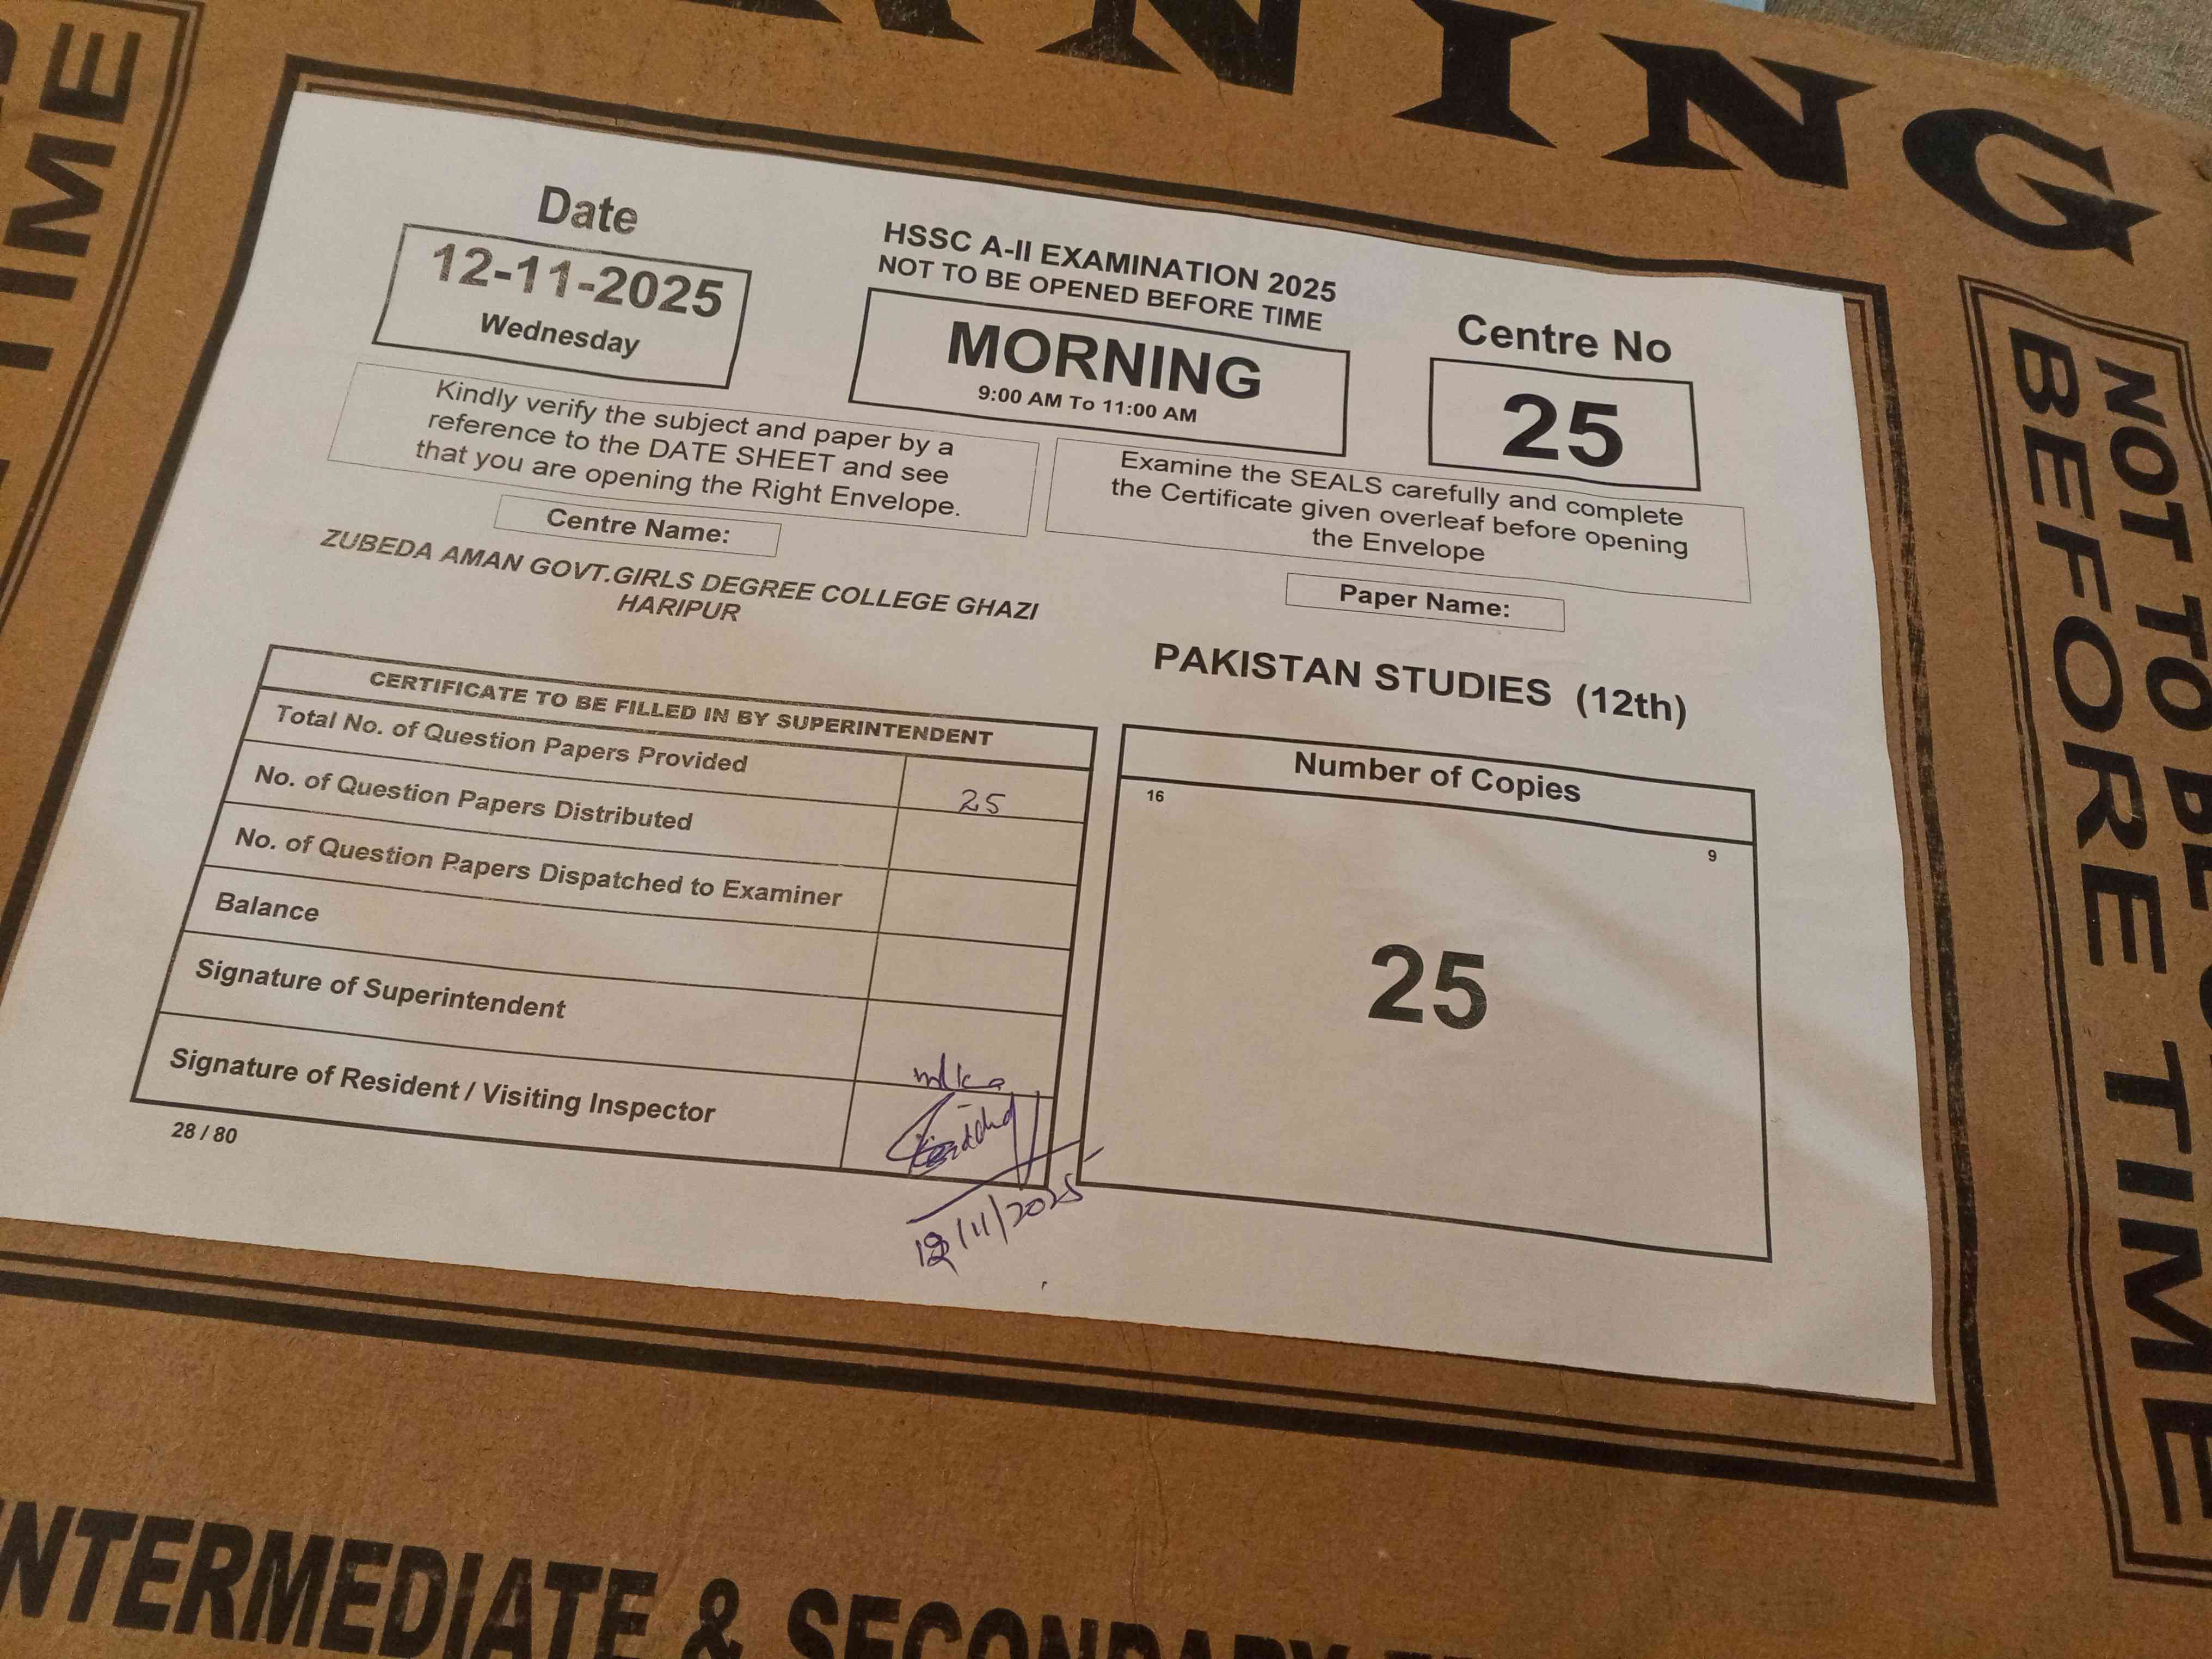 NING
TIME
Date
12-11-2025
Wednesday
HSSC A-II EXAMINATION 2025
NOT TO BE OPENED BEFORE TIME
MORNING
9:00 AM To 11:00 AM
Centre No
25
Kindly verify the subject and paper by a
reference to the DATE SHEET and see
that you are opening the Right Envelope.
Examine the SEALS carefully and complete
the Certificate given overleaf before opening
the Envelope
Centre Name:
ZUBEDA AMAN GOVT.GIRLS DEGREE COLLEGE GHAZI
HARIPUR
Paper Name:
PAKISTAN STUDIES (12th)
CERTIFICATE TO BE FILLED IN BY SUPERINTENDENT
Total No. of Question Papers Provided 25
No. of Question Papers Distributed
No. of Question Papers Dispatched to Examiner
Balance
Signature of Superintendent
Signature of Resident / Visiting Inspector
12/11/2025
28 / 80
Number of Copies
16
9
25
NOT TO BE
BEFORE TIME
INTERMEDIATE & SECONDARY